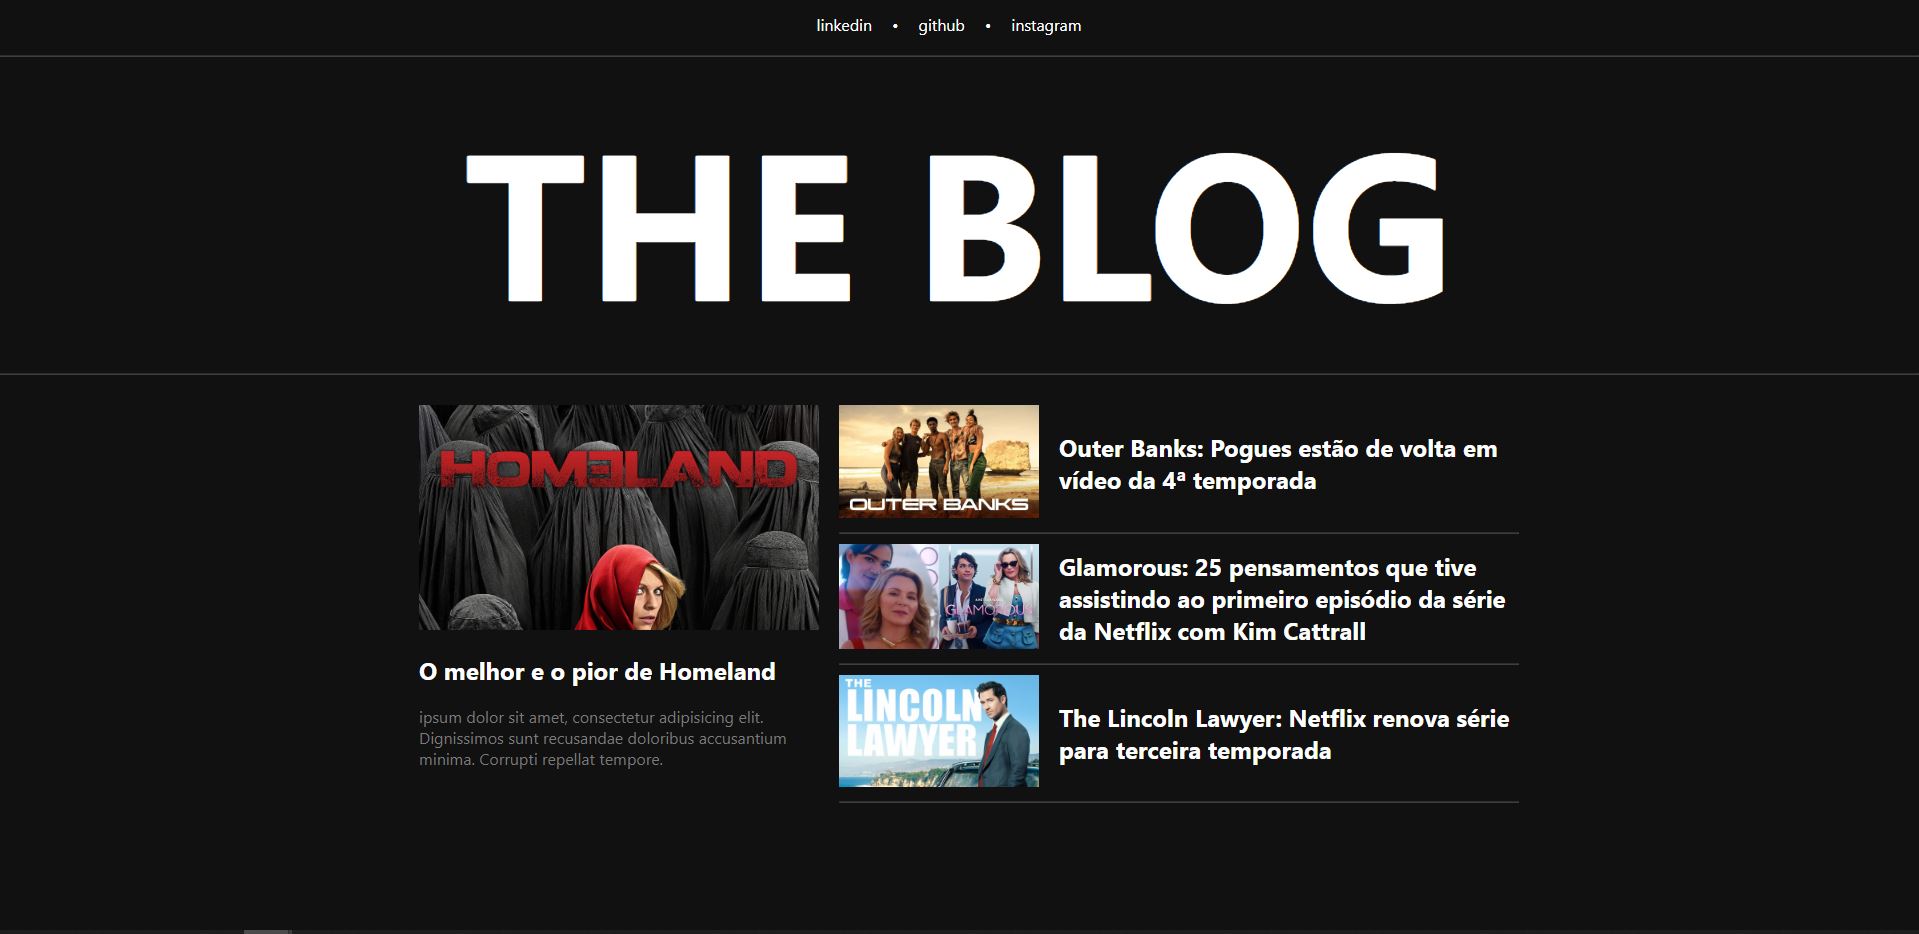 linkedin • github • instagram
THE BLOG
HOMELAND
O melhor e o pior de Homeland
ipsum dolor sit amet, consectetur adipisicing elit.
Dignissimos sunt recusandae doloribus accusantium
minima. Corrupti repellat tempore.
OUTER BANKS
Outer Banks: Pogues estão de volta em
vídeo da 4ª temporada
GLAMOROUS
Glamorous: 25 pensamentos que tive
assistindo ao primeiro episódio da série
da Netflix com Kim Cattrall
THE
LINCOLN
LAWYER
The Lincoln Lawyer: Netflix renova série
para terceira temporada